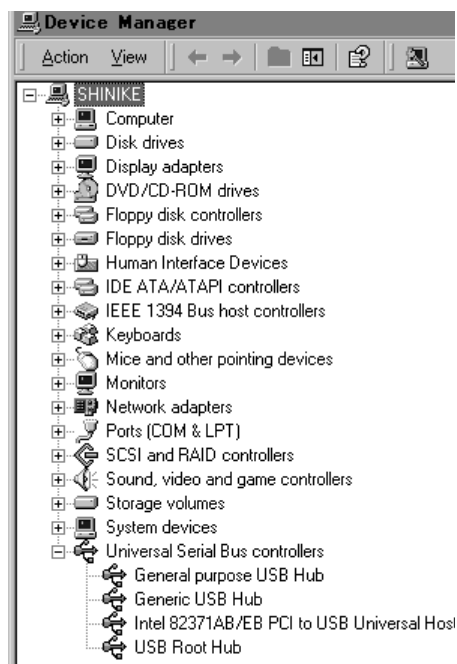 Device Manager
Action View
SHINIKE
Computer
Disk drives
Display adapters
DVD/CD-ROM drives
Floppy disk controllers
Floppy disk drives
Human Interface Devices
IDE ATA/ATAPI controllers
IEEE 1394 Bus host controllers
Keyboards
Mice and other pointing devices
Monitors
Network adapters
Ports (COM & LPT)
SCSI and RAID controllers
Sound, video and game controllers
Storage volumes
System devices
Universal Serial Bus controllers
General purpose USB Hub
Generic USB Hub
Intel 82371AB/EB PCI to USB Universal Host
USB Root Hub